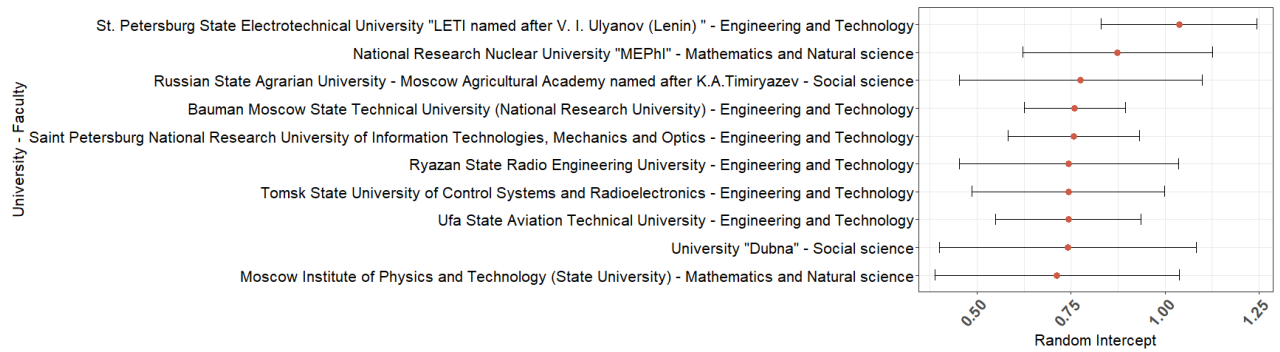 St. Petersburg State Electrotechnical University "LETI named after V. I. Ulyanov (Lenin) " - Engineering and Technology
National Research Nuclear University "MEPhI" - Mathematics and Natural science
Russian State Agrarian University - Moscow Agricultural Academy named after K.A.Timiryazev - Social science
Bauman Moscow State Technical University (National Research University) - Engineering and Technology
Saint Petersburg National Research University of Information Technologies, Mechanics and Optics - Engineering and Technology
Ryazan State Radio Engineering University - Engineering and Technology
Tomsk State University of Control Systems and Radioelectronics - Engineering and Technology
Ufa State Aviation Technical University - Engineering and Technology
University "Dubna" - Social science
Moscow Institute of Physics and Technology (State University) - Mathematics and Natural science
University - Faculty
0.50
0.75
1.00
1.25
Random Intercept